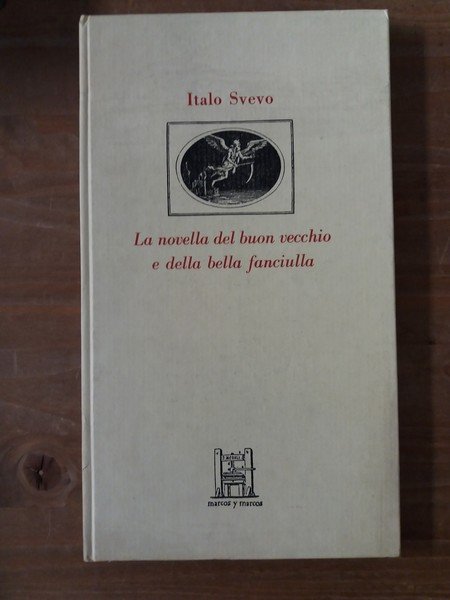 Italo Svevo
La novella del buon vecchio
e della bella fanciulla
marcos y marcos